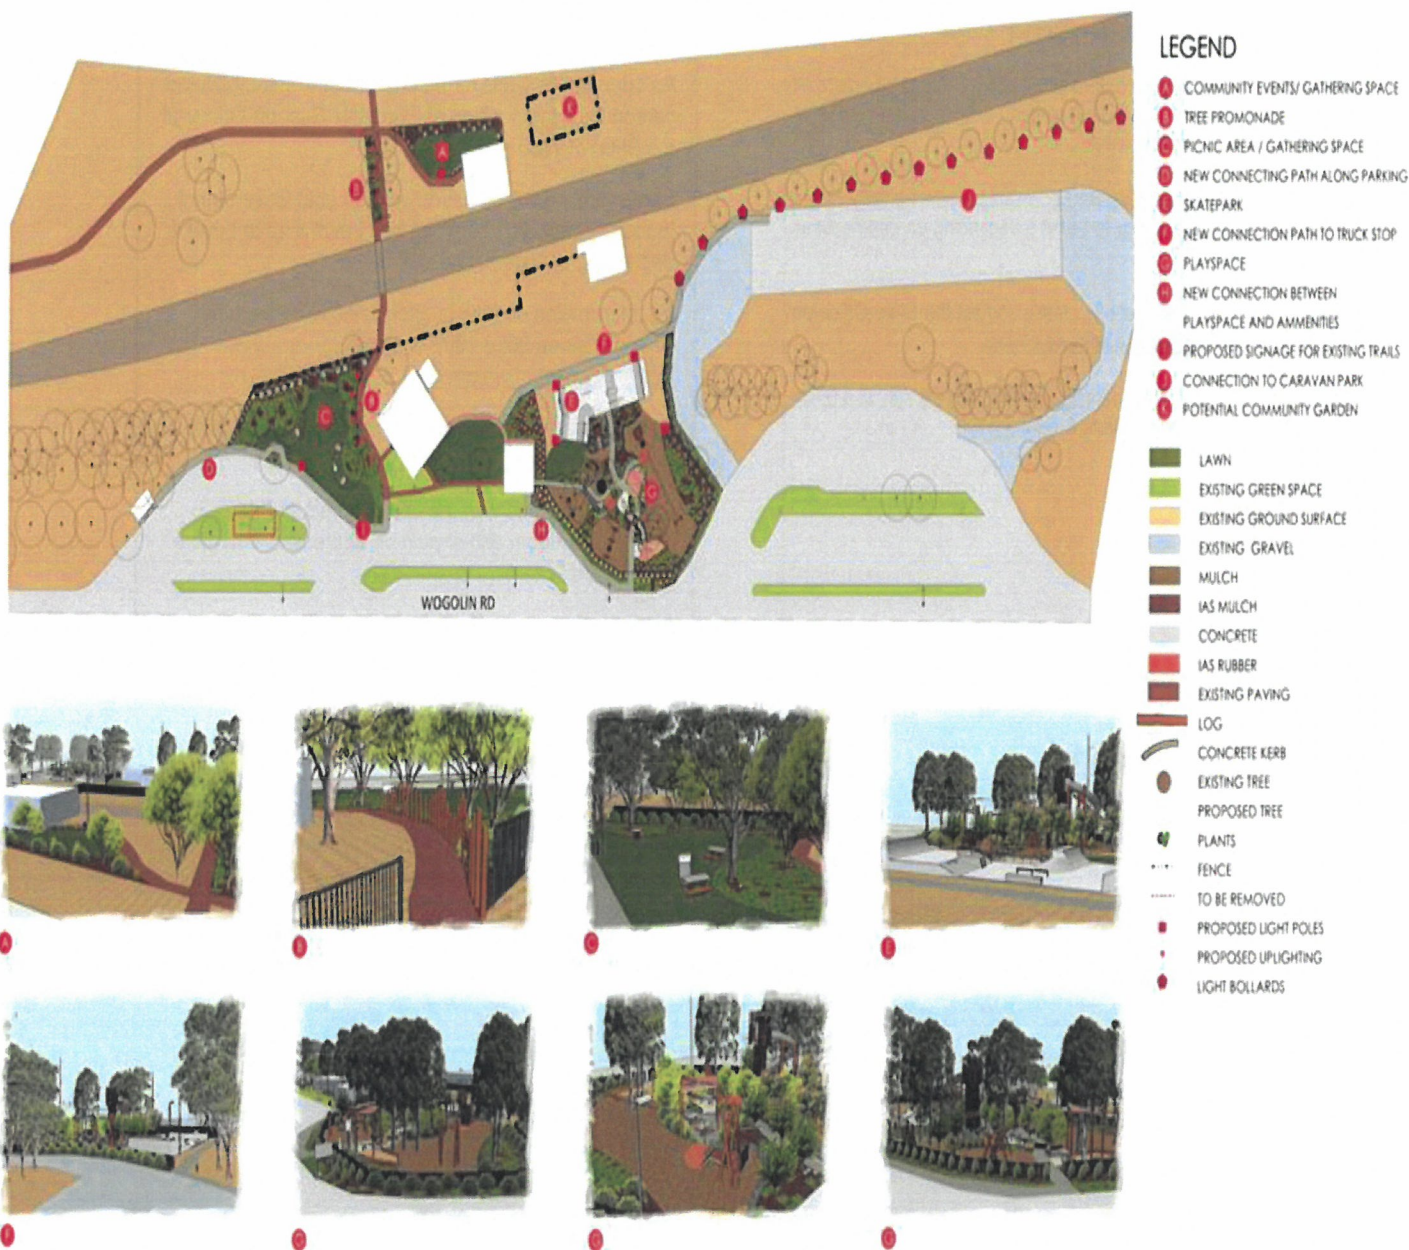 LEGEND
A COMMUNITY EVENTS/ GATHERING SPACE
B TREE PROMONADE
C PICNIC AREA / GATHERING SPACE
D NEW CONNECTING PATH ALONG PARKING
E SKATEPARK
F NEW CONNECTION PATH TO TRUCK STOP
G PLAYSPACE
H NEW CONNECTION BETWEEN
PLAYSPACE AND AMMENITIES
I PROPOSED SIGNAGE FOR EXISTING TRAILS
J CONNECTION TO CARAVAN PARK
K POTENTIAL COMMUNITY GARDEN
LAWN
EXISTING GREEN SPACE
EXISTING GROUND SURFACE
EXISTING GRAVEL
MULCH
IAS MULCH
CONCRETE
IAS RUBBER
EXISTING PAVING
LOG
CONCRETE KERB
EXISTING TREE
PROPOSED TREE
PLANTS
FENCE
TO BE REMOVED
PROPOSED LIGHT POLES
PROPOSED UPLIGHTING
LIGHT BOLLARDS
K
A
B
J
F
E
C
D
G
I
H
WOGOLIN RD
A
B
C
E
F
G
G
G